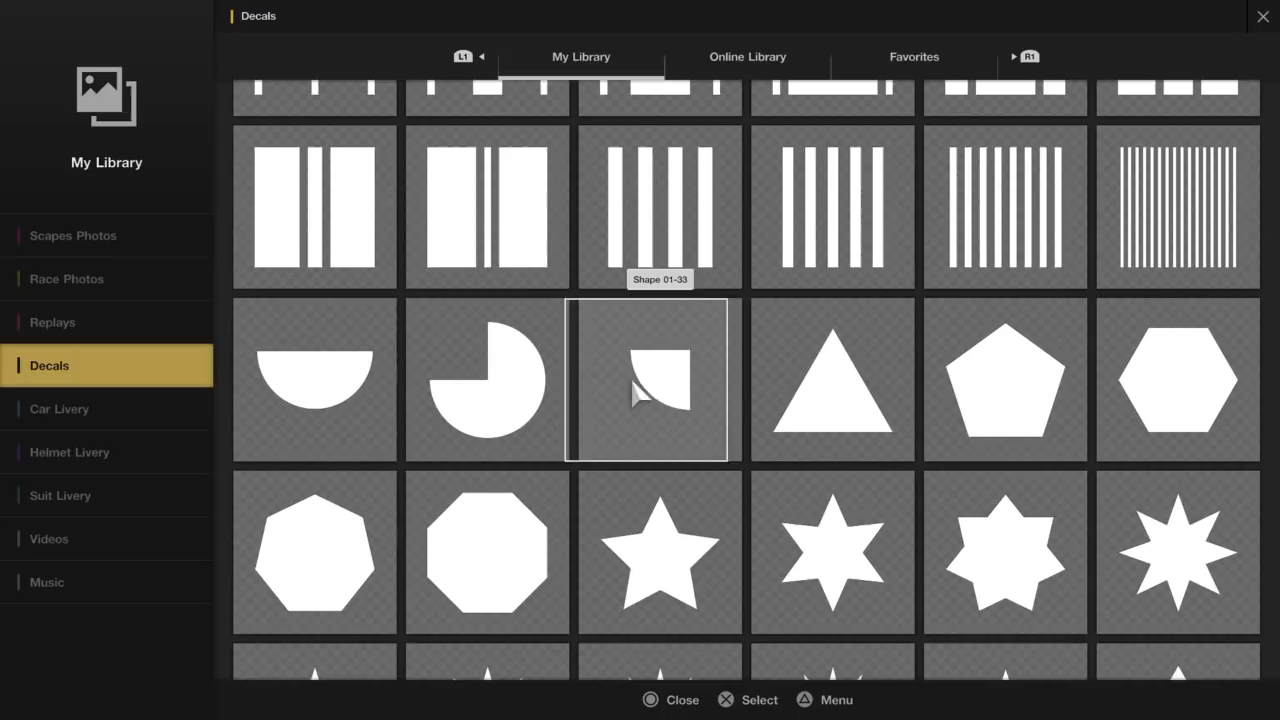 Decals
L1
My Library
Online Library
Favorites
R1
My Library
Scapes Photos
Race Photos
Replays
Decals
Car Livery
Helmet Livery
Suit Livery
Videos
Music
Shape 01-33
Close
Select
Menu